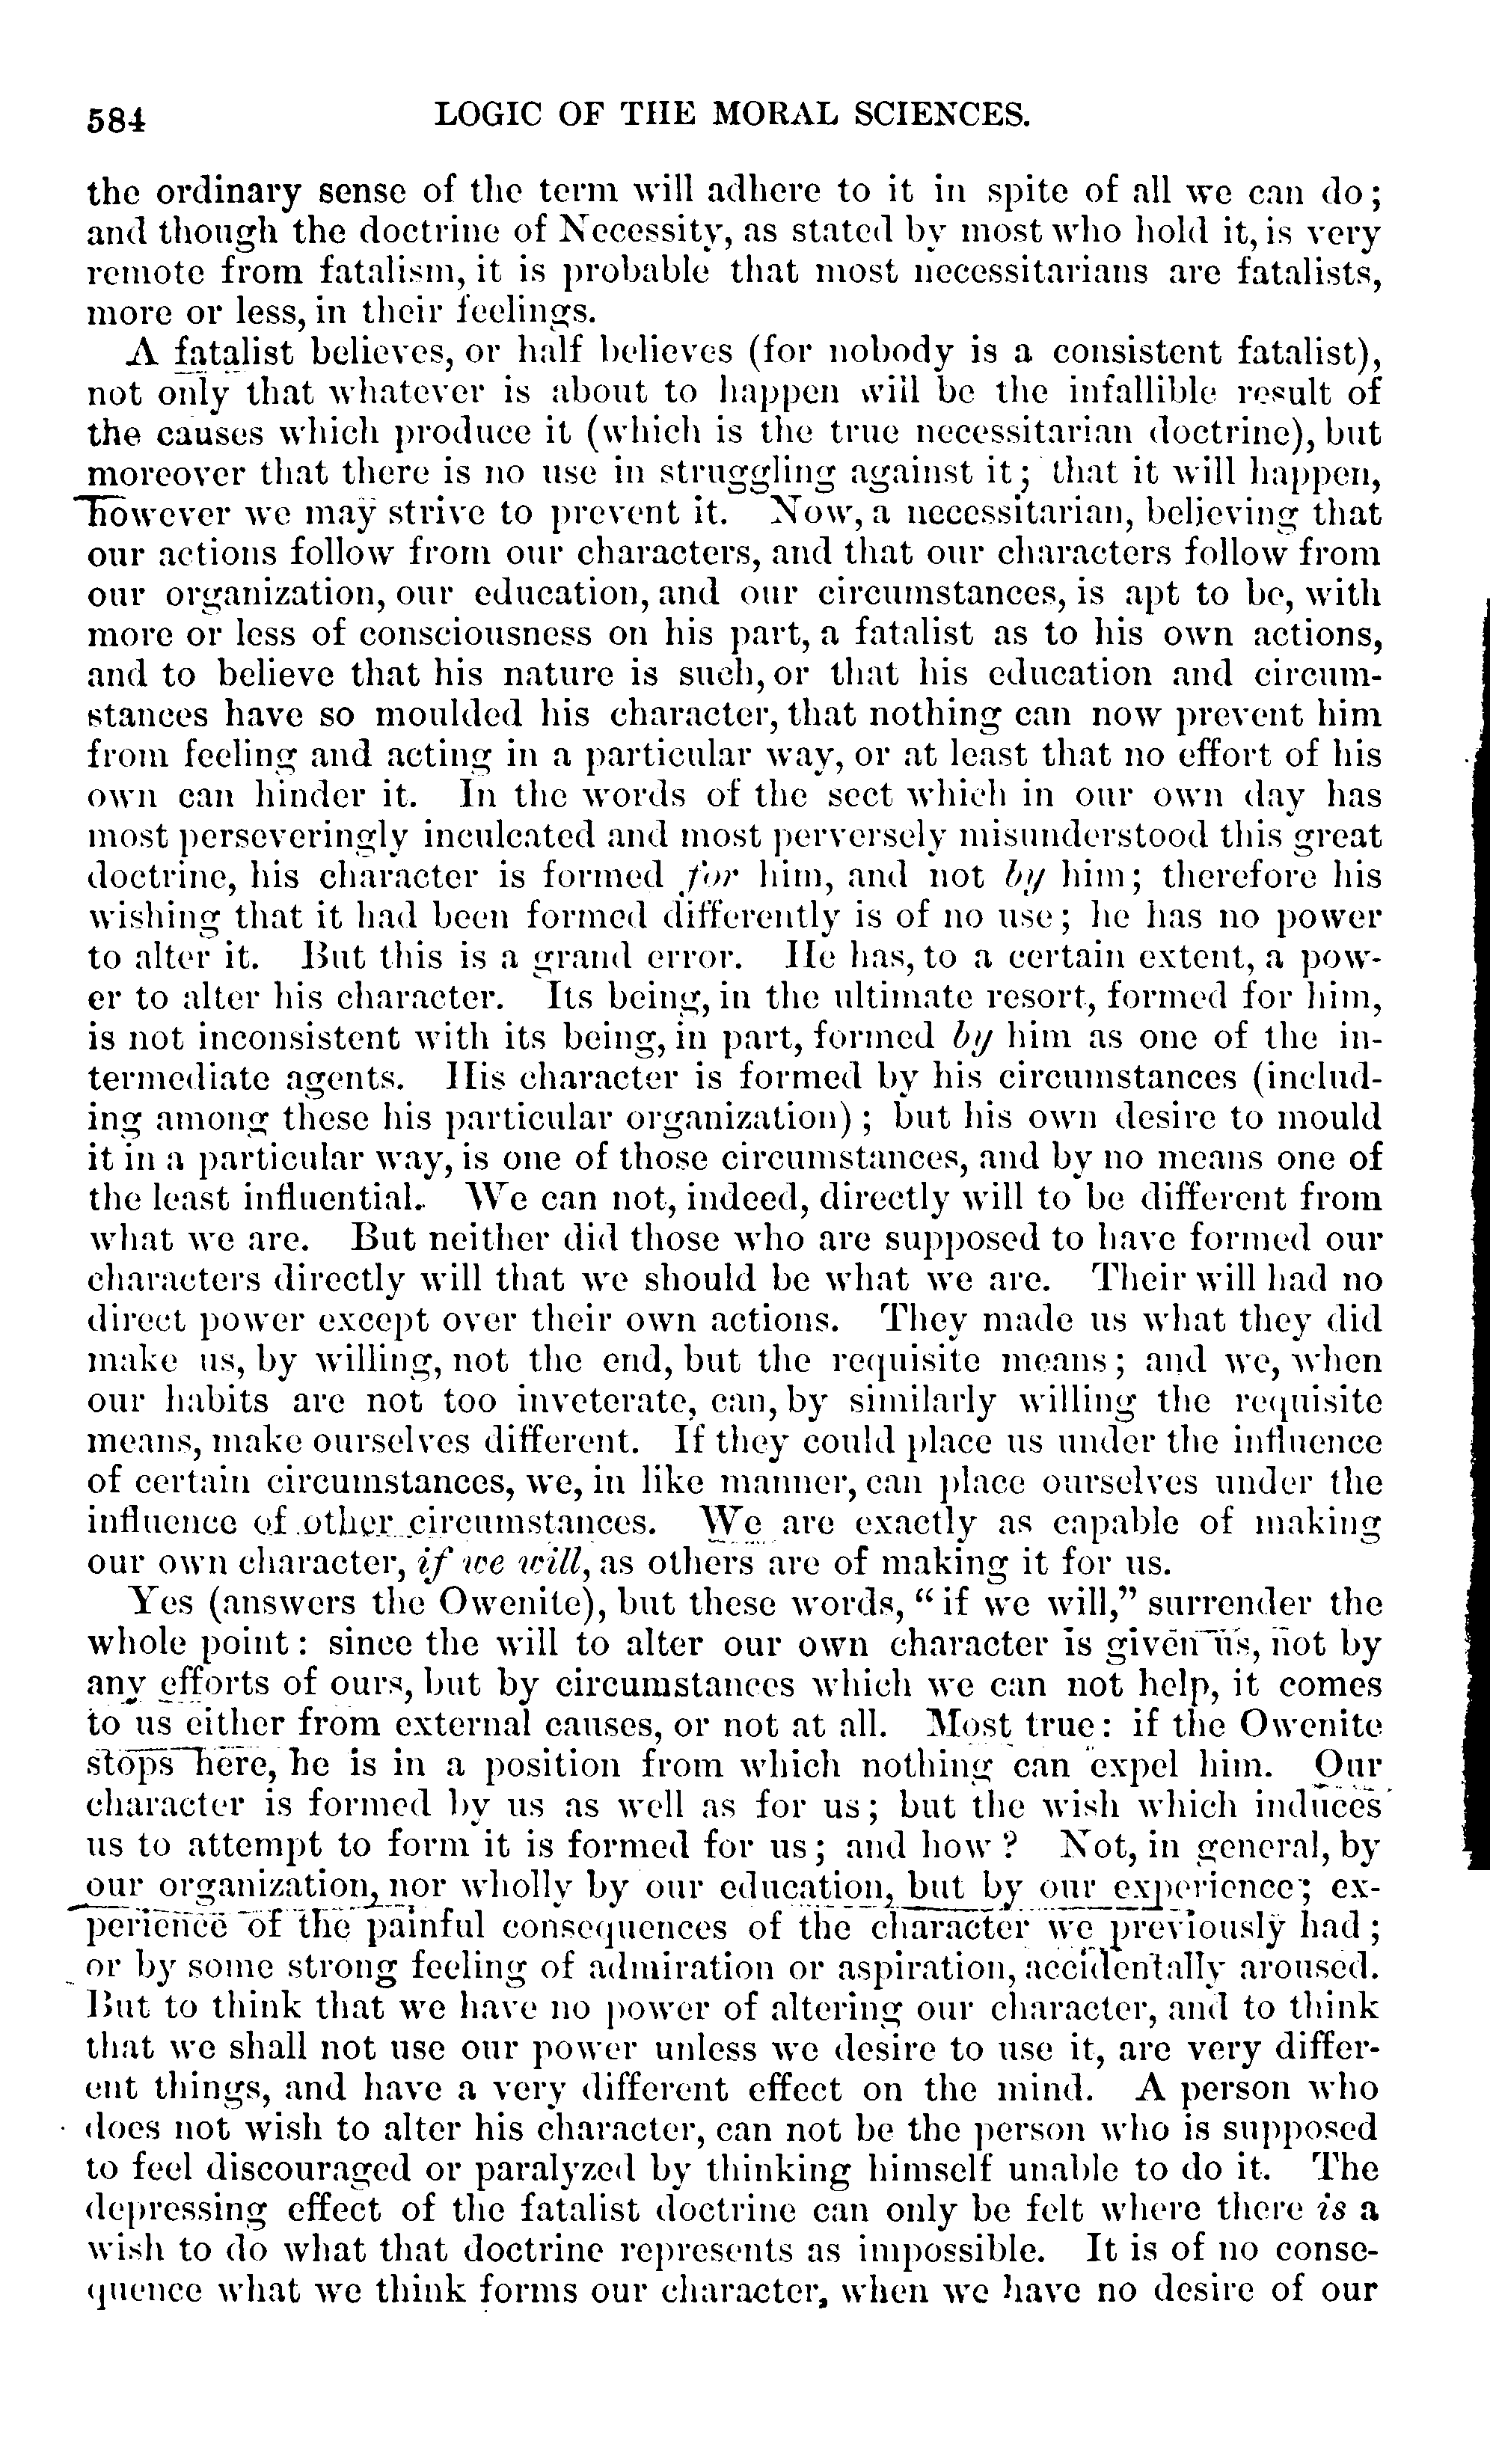 584 LOGIC OF THE MORAL SCIENCES.
the ordinary sense of the term will adhere to it in spite of all we can do;
and though the doctrine of Necessity, as stated by most who hold it, is very
remote from fatalism, it is probable that most necessitarians are fatalists,
more or less, in their feelings.
A fatalist believes, or half believes (for nobody is a consistent fatalist),
not only that whatever is about to happen will be the infallible result of
the causes which produce it (which is the true necessitarian doctrine), but
moreover that there is no use in struggling against it; that it will happen,
however we may strive to prevent it. Now, a necessitarian, believing that
our actions follow from our characters, and that our characters follow from
our organization, our education, and our circumstances, is apt to be, with
more or less of consciousness on his part, a fatalist as to his own actions,
and to believe that his nature is such, or that his education and circum-
stances have so moulded his character, that nothing can now prevent him
from feeling and acting in a particular way, or at least that no effort of his
own can hinder it. In the words of the sect which in our own day has
most perseveringly inculcated and most perversely misunderstood this great
doctrine, his character is formed for him, and not by him; therefore his
wishing that it had been formed differently is of no use; he has no power
to alter it. But this is a grand error. He has, to a certain extent, a pow-
er to alter his character. Its being, in the ultimate resort, formed for him,
is not inconsistent with its being, in part, formed by him as one of the in-
termediate agents. His character is formed by his circumstances (includ-
ing among these his particular organization); but his own desire to mould
it in a particular way, is one of those circumstances, and by no means one of
the least influential. We can not, indeed, directly will to be different from
what we are. But neither did those who are supposed to have formed our
characters directly will that we should be what we are. Their will had no
direct power except over their own actions. They made us what they did
make us, by willing, not the end, but the requisite means; and we, when
our habits are not too inveterate, can, by similarly willing the requisite
means, make ourselves different. If they could place us under the influence
of certain circumstances, we, in like manner, can place ourselves under the
influence of other circumstances. We are exactly as capable of making
our own character, if we will, as others are of making it for us.
Yes (answers the Owenite), but these words, "if we will," surrender the
whole point: since the will to alter our own character is given us, not by
any efforts of ours, but by circumstances which we can not help, it comes
to us either from external causes, or not at all. Most true: if the Owenite
stops here, he is in a position from which nothing can expel him. Our
character is formed by us as well as for us; but the wish which induces
us to attempt to form it is formed for us; and how? Not, in general, by
our organization, nor wholly by our education, but by our experience; ex-
perience of the painful consequences of the character we previously had;
or by some strong feeling of admiration or aspiration, accidentally aroused.
But to think that we have no power of altering our character, and to think
that we shall not use our power unless we desire to use it, are very differ-
ent things, and have a very different effect on the mind. A person who
does not wish to alter his character, can not be the person who is supposed
to feel discouraged or paralyzed by thinking himself unable to do it. The
depressing effect of the fatalist doctrine can only be felt where there is a
wish to do what that doctrine represents as impossible. It is of no conse-
quence what we think forms our character, when we have no desire of our